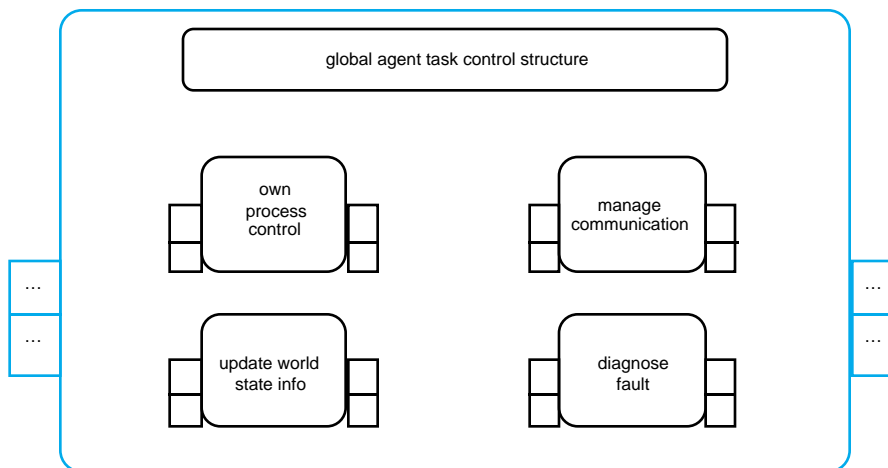 global agent task control structure
own
process
control
manage
communication
...
...
...
...
update world
state info
diagnose
fault